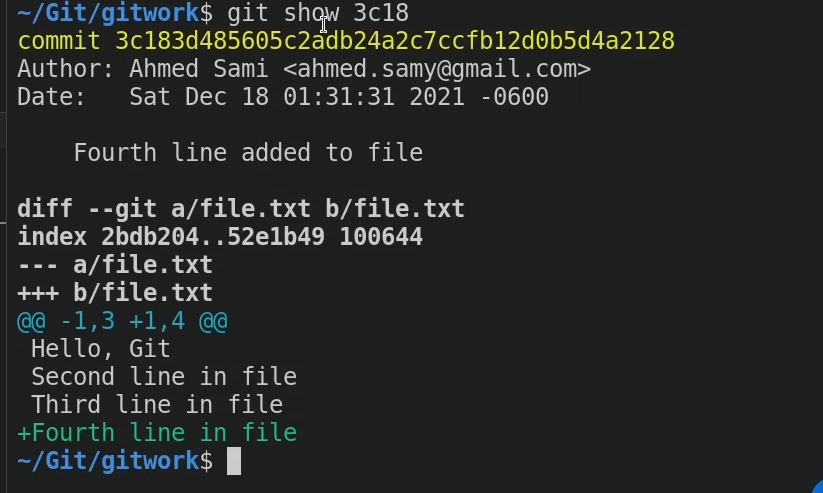 ~/Git/gitwork$ git show 3c18
commit 3c183d485605c2adb24a2c7ccfb12d0b5d4a2128
Author: Ahmed Sami <ahmed.samy@gmail.com>
Date:   Sat Dec 18 01:31:31 2021 -0600

    Fourth line added to file

diff --git a/file.txt b/file.txt
index 2bdb204..52e1b49 100644
--- a/file.txt
+++ b/file.txt
@@ -1,3 +1,4 @@
 Hello, Git
 Second line in file
 Third line in file
+Fourth line in file
~/Git/gitwork$